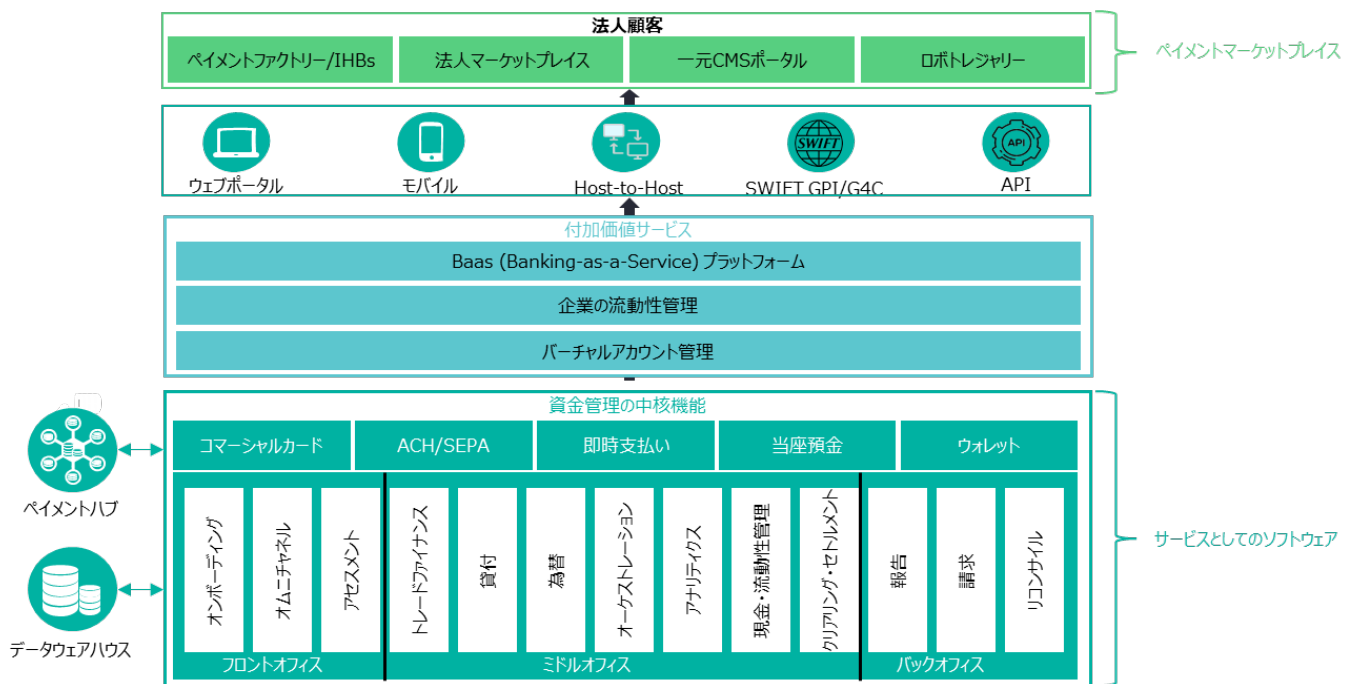 法人顧客
ペイメントファクトリー/IHBs
法人マーケットプレイス
一元CMSポータル
ロボトレジャリー
ペイメントマーケットプレイス
SWIFT
API
ウェブポータル
モバイル
Host-to-Host
SWIFT GPI/G4C
API
付加価値サービス
Baas (Banking-as-a-Service) プラットフォーム
企業の流動性管理
バーチャルアカウント管理
資金管理の中核機能
コマーシャルカード
ACH/SEPA
即時支払い
当座預金
ウォレット
ペイメントハブ
データウェアハウス
オンボーディング
オムニチャネル
アセスメント
トレードファイナンス
貸付
為替
オーケストレーション
アナリティクス
現金・流動性管理
クリアリング・セトルメント
報告
請求
リコンサイル
フロントオフィス
ミドルオフィス
バックオフィス
サービスとしてのソフトウェア